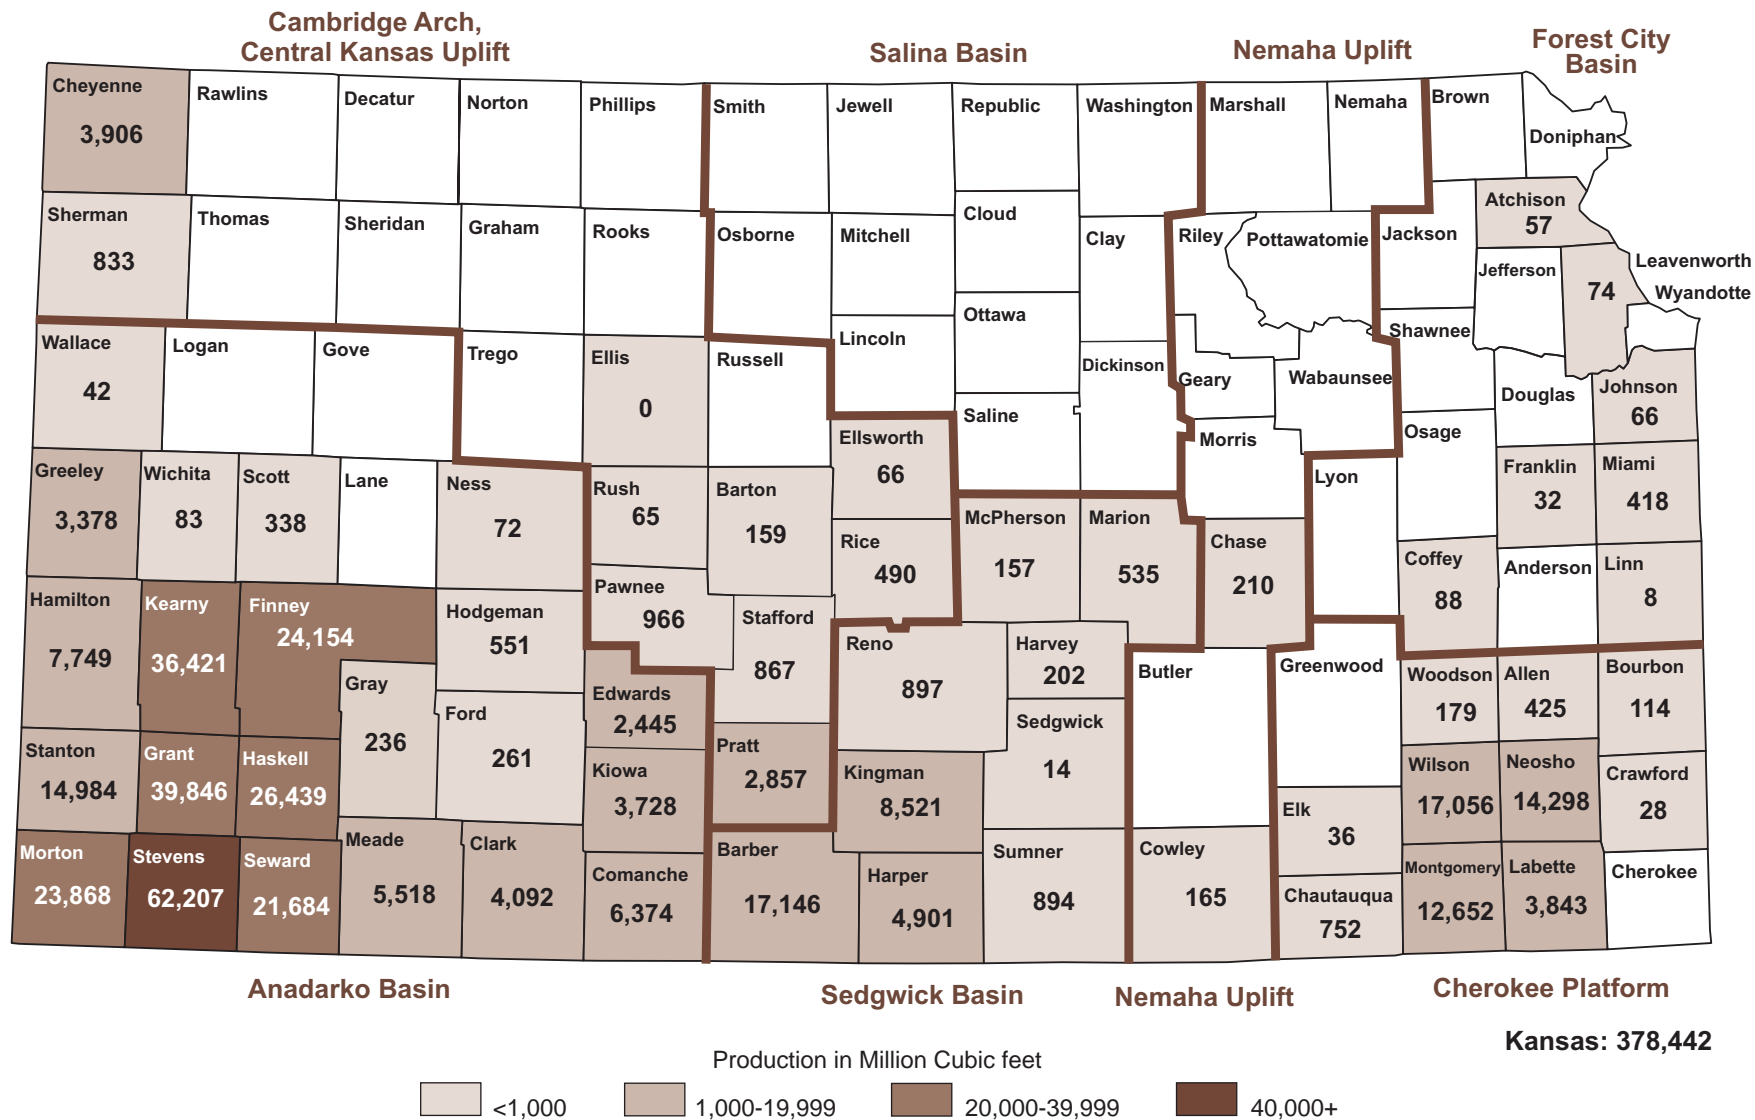 Cambridge Arch,
Central Kansas Uplift
Salina Basin
Nemaha Uplift
Forest City
Basin
Cheyenne
3,906
Rawlins
Decatur
Norton
Phillips
Smith
Jewell
Republic
Washington
Marshall
Nemaha
Brown
Doniphan
Sherman
833
Thomas
Sheridan
Graham
Rooks
Osborne
Mitchell
Cloud
Clay
Riley
Pottawatomie
Jackson
Atchison
57
Jefferson
74
Leavenworth
Wyandotte
Wallace
42
Logan
Gove
Trego
Ellis
0
Russell
Lincoln
Ottawa
Dickinson
Geary
Wabaunsee
Shawnee
Douglas
Johnson
66
Greeley
3,378
Wichita
83
Scott
338
Lane
Ness
72
Rush
65
Barton
159
Ellsworth
66
Rice
490
Saline
McPherson
157
Marion
535
Morris
Chase
210
Lyon
Osage
Coffey
88
Franklin
32
Miami
418
Anderson
Linn
8
Hamilton
7,749
Kearny
36,421
Finney
24,154
Hodgeman
551
Pawnee
966
Stafford
867
Reno
897
Harvey
202
Butler
Greenwood
Woodson
179
Allen
425
Bourbon
114
Gray
236
Ford
261
Edwards
2,445
Sedgwick
14
Stanton
14,984
Grant
39,846
Haskell
26,439
Kiowa
3,728
Pratt
2,857
Kingman
8,521
Elk
36
Wilson
17,056
Neosho
14,298
Crawford
28
Morton
23,868
Stevens
62,207
Seward
21,684
Meade
5,518
Clark
4,092
Comanche
6,374
Barber
17,146
Harper
4,901
Sumner
894
Cowley
165
Chautauqua
752
Montgomery
12,652
Labette
3,843
Cherokee
Anadarko Basin
Sedgwick Basin
Nemaha Uplift
Cherokee Platform
Kansas: 378,442
Production in Million Cubic feet
<1,000
1,000-19,999
20,000-39,999
40,000+